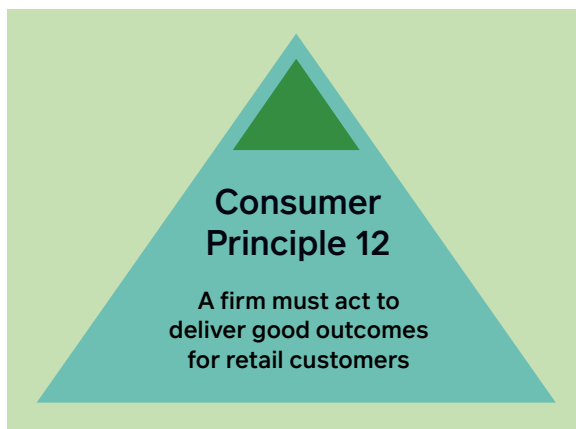 Consumer
Principle 12
A firm must act to
deliver good outcomes
for retail customers